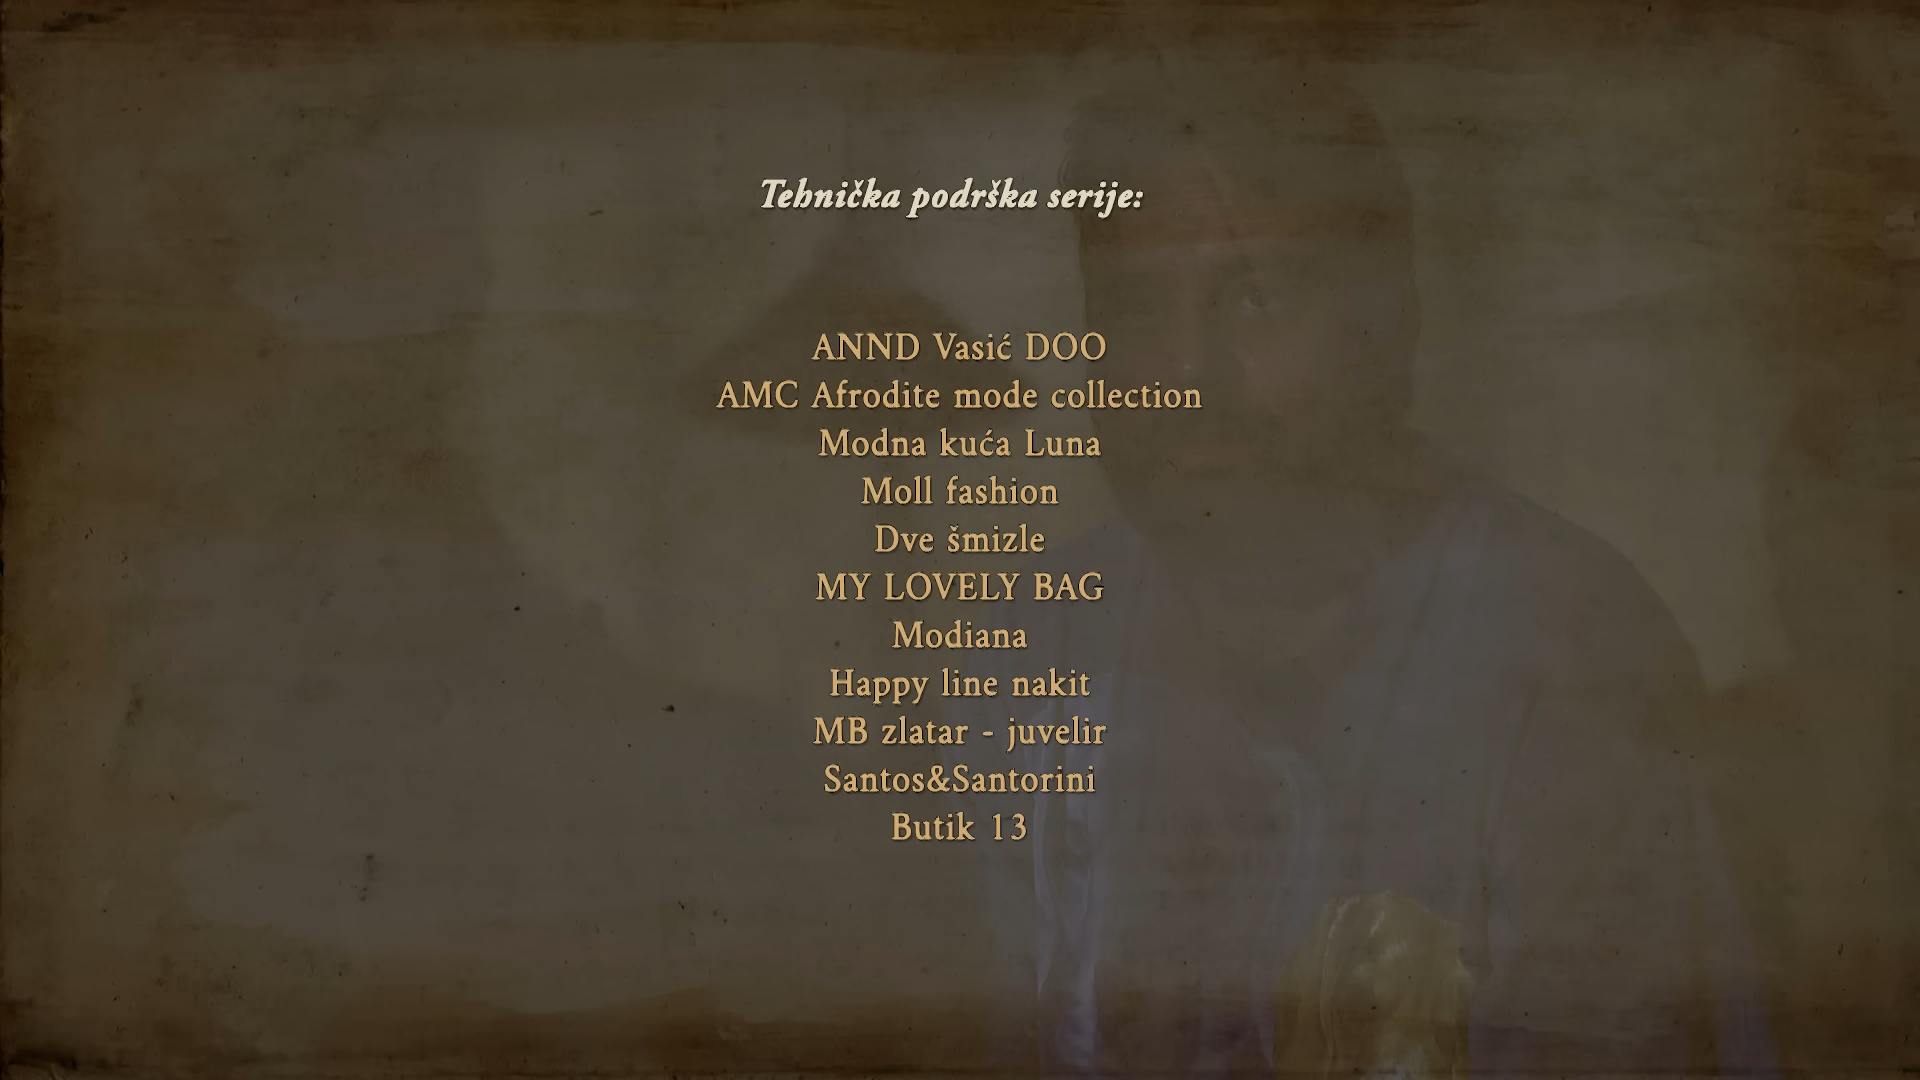 Tehnička podrška serije:
ANND Vasić DOO
AMC Afrodite mode collection
Modna kuća Luna
Moll fashion
Dve šmizle
MY LOVELY BAG
Modiana
Happy line nakit
MB zlatar - juvelir
Santos&Santorini
Butik 13